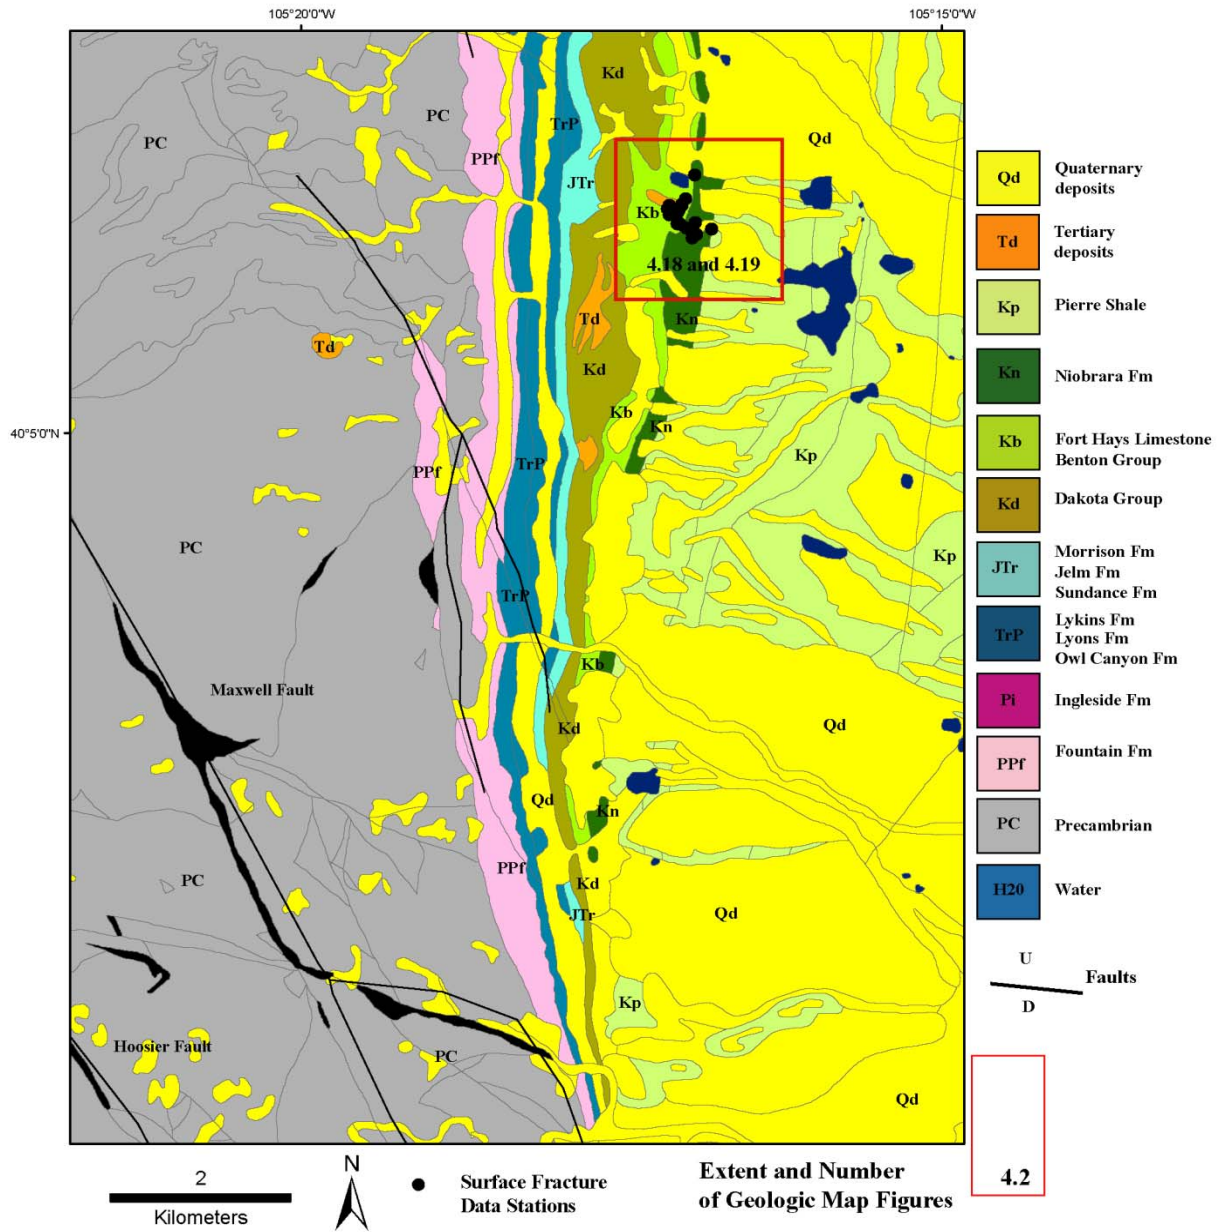 105°20'0"W
105°15'0"W
40°5'0"N
Kd
PC
PC
TrP
Qd
PPf
JTr
Kb
4.18 and 4.19
Td
Kn
Td
Kd
Kb
Kn
Kp
TrP
PPf
PC
Kp
TrP
Kb
Maxwell Fault
Kd
Qd
Qd
Kn
PPf
PC
Kd
JTr
Qd
Kp
Hoosier Fault
PC
Qd
Qd Quaternary
deposits
Td Tertiary
deposits
Kp Pierre Shale
Kn Niobrara Fm
Kb Fort Hays Limestone
Benton Group
Kd Dakota Group
JTr Morrison Fm
Jelm Fm
Sundance Fm
TrP Lykins Fm
Lyons Fm
Owl Canyon Fm
Pi Ingleside Fm
PPf Fountain Fm
PC Precambrian
H20 Water
U
Faults
D
4.2
2
Kilometers
N
Surface Fracture
Data Stations
Extent and Number
of Geologic Map Figures